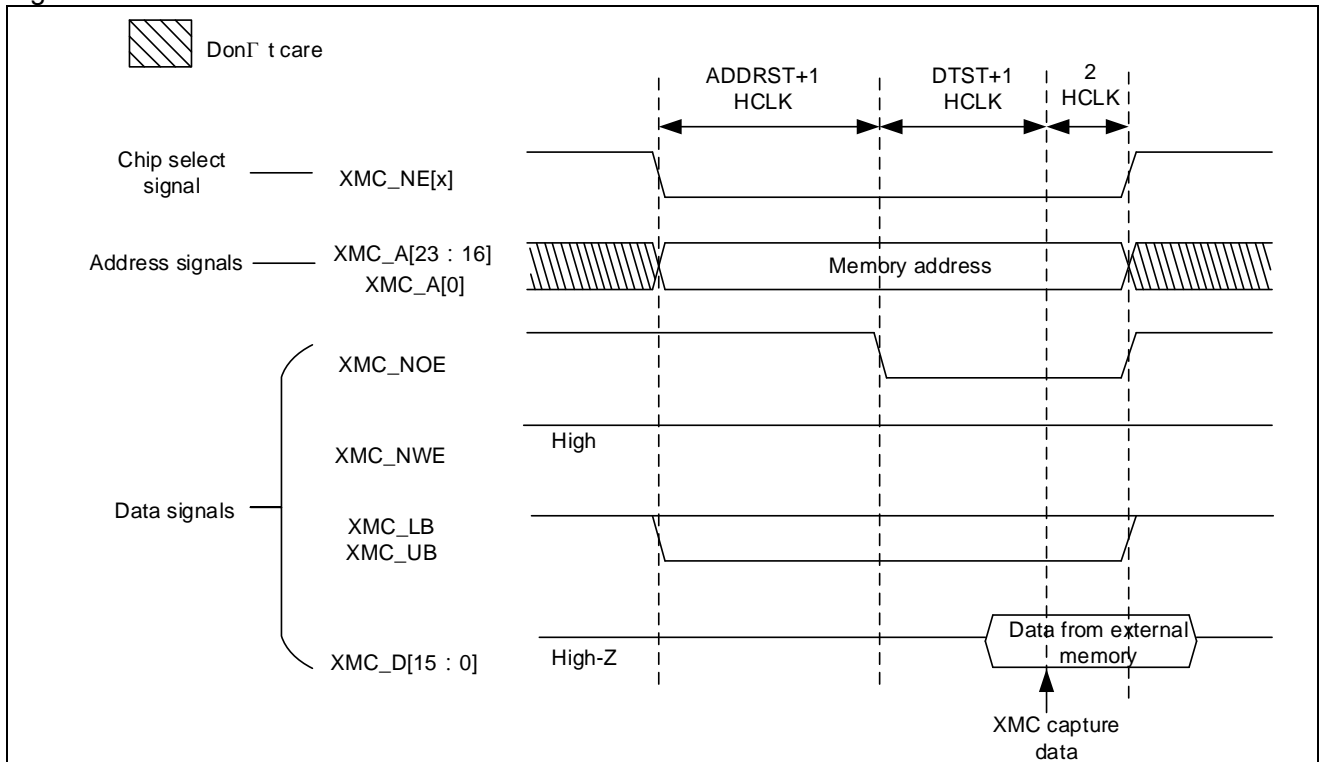 DonΓ t care
ADDRST+1
HCLK
DTST+1
HCLK
2
HCLK
Chip select
signal
XMC_NE[x]
Address signals
XMC_A[23 : 16]
XMC_A[0]
Memory address
XMC_NOE
High
XMC_NWE
Data signals
XMC_LB
XMC_UB
XMC_D[15 : 0]
High-Z
Data from external
memory
XMC capture
data